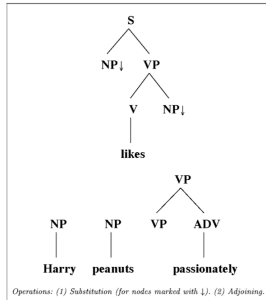 S
NP↓ VP
V NP↓
likes
VP
NP NP VP ADV
Harry peanuts passionately
Operations: (1) Substitution (for nodes marked with ↓). (2) Adjoining.